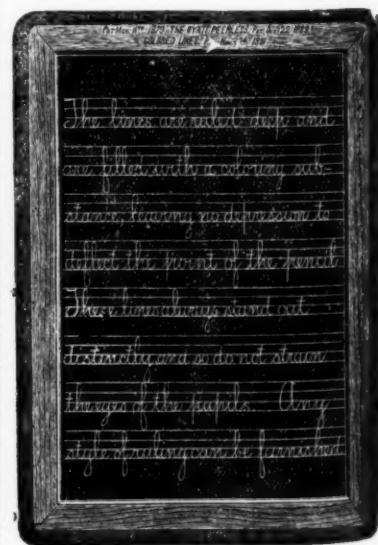 The lines are ruled deep and
are filled with a coloring sub-
stance, leaving no depression to
deflect the point of the pencil
These lines always stand out
distinctly and so do not strain
the eyes of the pupils. Any
style of ruling can be furnished